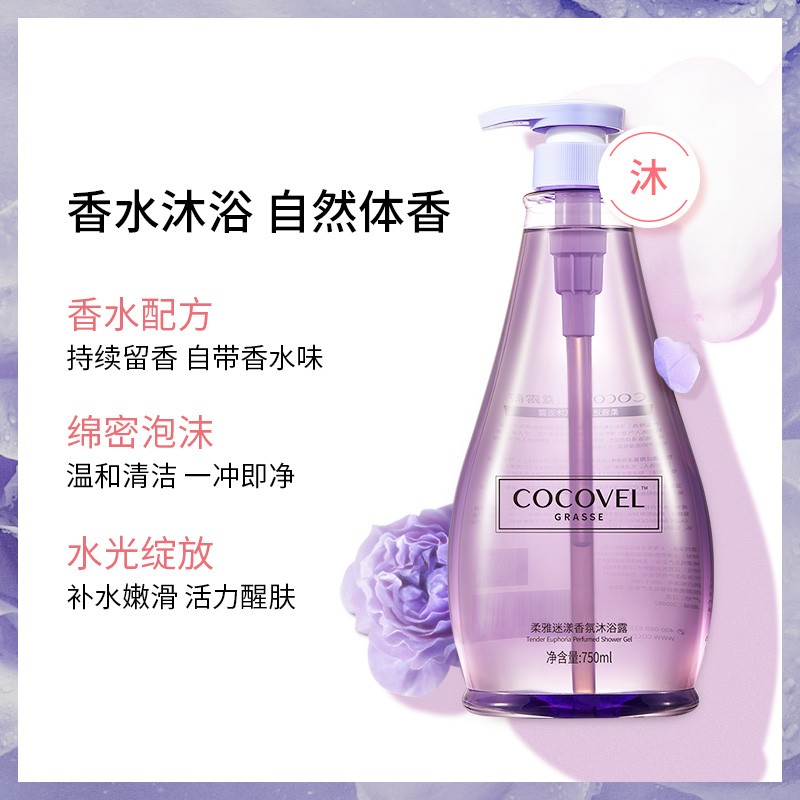 沐
香水沐浴 自然体香
香水配方
持续留香 自带香水味
绵密泡沫
温和清洁 一冲即净
水光绽放
补水嫩滑 活力醒肤
COCOVEL™
GRASSE
柔雅迷漾香氛沐浴露
Tender Euphoria Perfumed Shower Gel
净含量:750ml